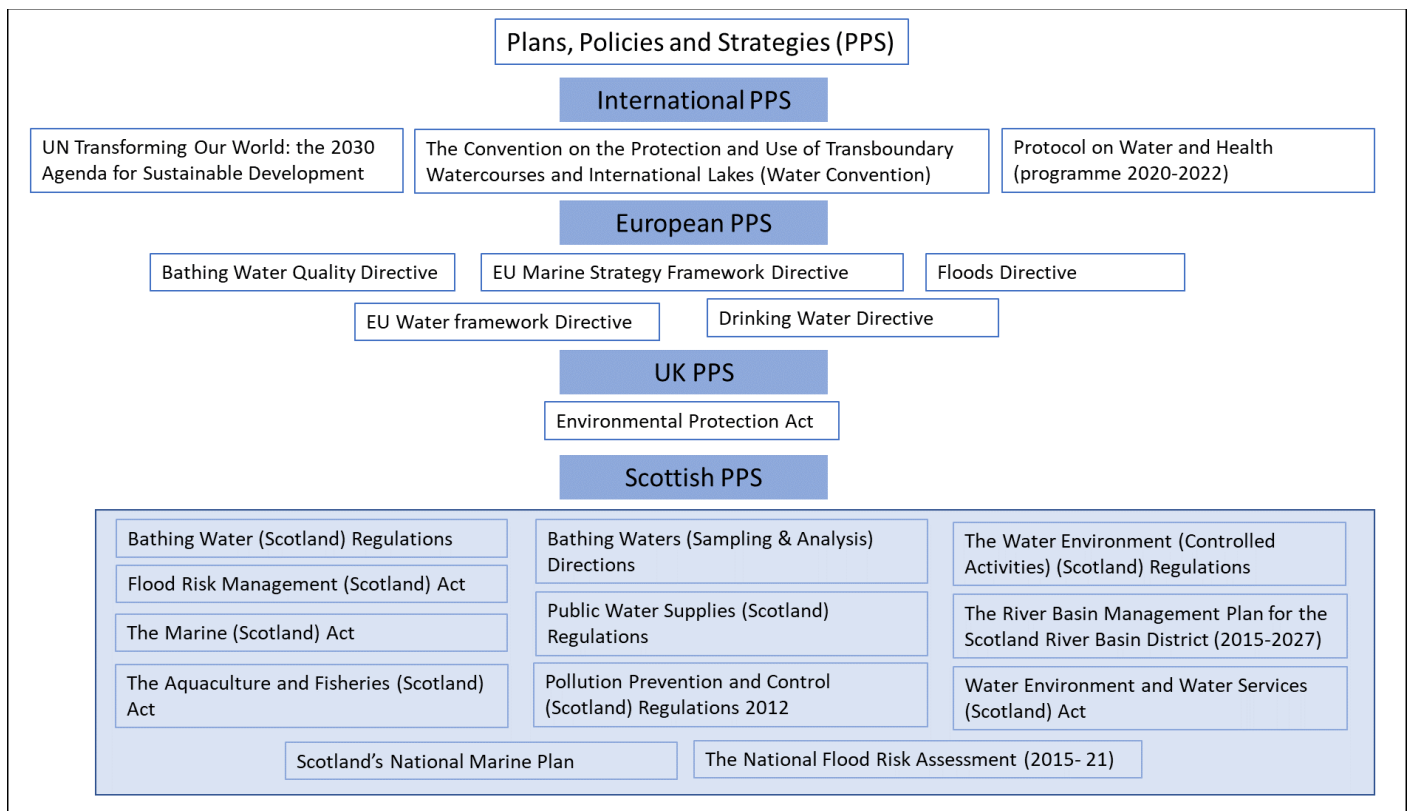 Plans, Policies and Strategies (PPS)
International PPS
UN Transforming Our World: the 2030
Agenda for Sustainable Development
The Convention on the Protection and Use of Transboundary
Watercourses and International Lakes (Water Convention)
Protocol on Water and Health
(programme 2020-2022)
European PPS
Bathing Water Quality Directive
EU Marine Strategy Framework Directive
Floods Directive
EU Water framework Directive
Drinking Water Directive
UK PPS
Environmental Protection Act
Scottish PPS
Bathing Water (Scotland) Regulations
Flood Risk Management (Scotland) Act
The Marine (Scotland) Act
The Aquaculture and Fisheries (Scotland)
Act
Bathing Waters (Sampling & Analysis)
Directions
Public Water Supplies (Scotland)
Regulations
Pollution Prevention and Control
(Scotland) Regulations 2012
The Water Environment (Controlled
Activities) (Scotland) Regulations
The River Basin Management Plan for the
Scotland River Basin District (2015-2027)
Water Environment and Water Services
(Scotland) Act
Scotland's National Marine Plan
The National Flood Risk Assessment (2015- 21)